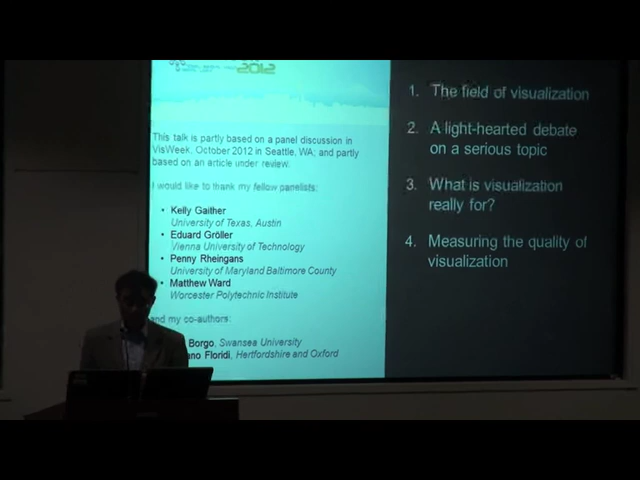 2012
This talk is partly based on a panel discussion in
VisWeek, October 2012 in Seattle, WA; and partly
based on an article under review.
I would like to thank my fellow panelists:
• Kelly Gaither
University of Texas, Austin
• Eduard Gröller
Vienna University of Technology
• Penny Rheingans
University of Maryland Baltimore County
• Matthew Ward
Worcester Polytechnic Institute
and my co-authors:
Borgo, Swansea University
Floridi, Hertfordshire and Oxford
1. The field of visualization
2. A light-hearted debate
on a serious topic
3. What is visualization
really for?
4. Measuring the quality of
visualization